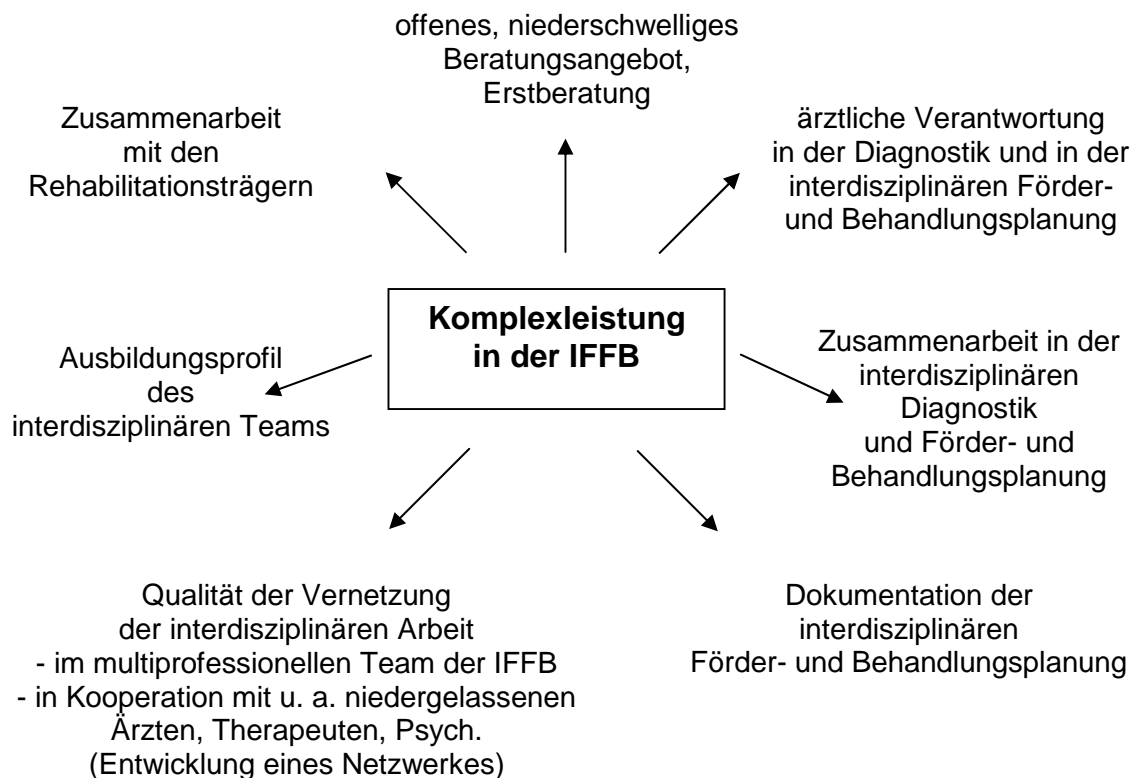 offenes, niederschwelliges
Beratungsangebot,
Erstberatung
Zusammenarbeit
mit den
Rehabilitationsträgern
ärztliche Verantwortung
in der Diagnostik und in der
interdisziplinären Förder-
und Behandlungsplanung
Komplexleistung
in der IFFB
Ausbildungsprofil
des
interdisziplinären Teams
Zusammenarbeit in der
interdisziplinären
Diagnostik
und Förder- und
Behandlungsplanung
Qualität der Vernetzung
der interdisziplinären Arbeit
- im multiprofessionellen Team der IFFB
- in Kooperation mit u. a. niedergelassenen
Ärzten, Therapeuten, Psych.
(Entwicklung eines Netzwerkes)
Dokumentation der
interdisziplinären
Förder- und Behandlungsplanung